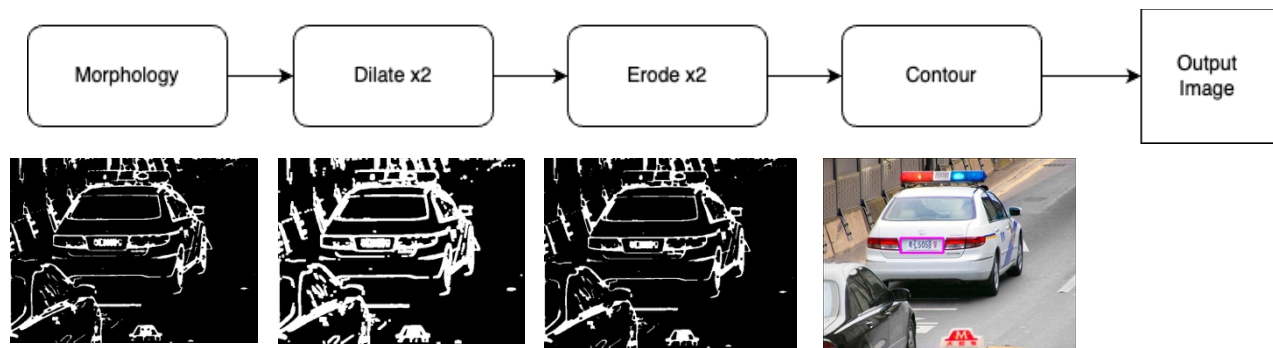 Morphology
Dilate x2
Erode x2
Contour
Output
Image
M